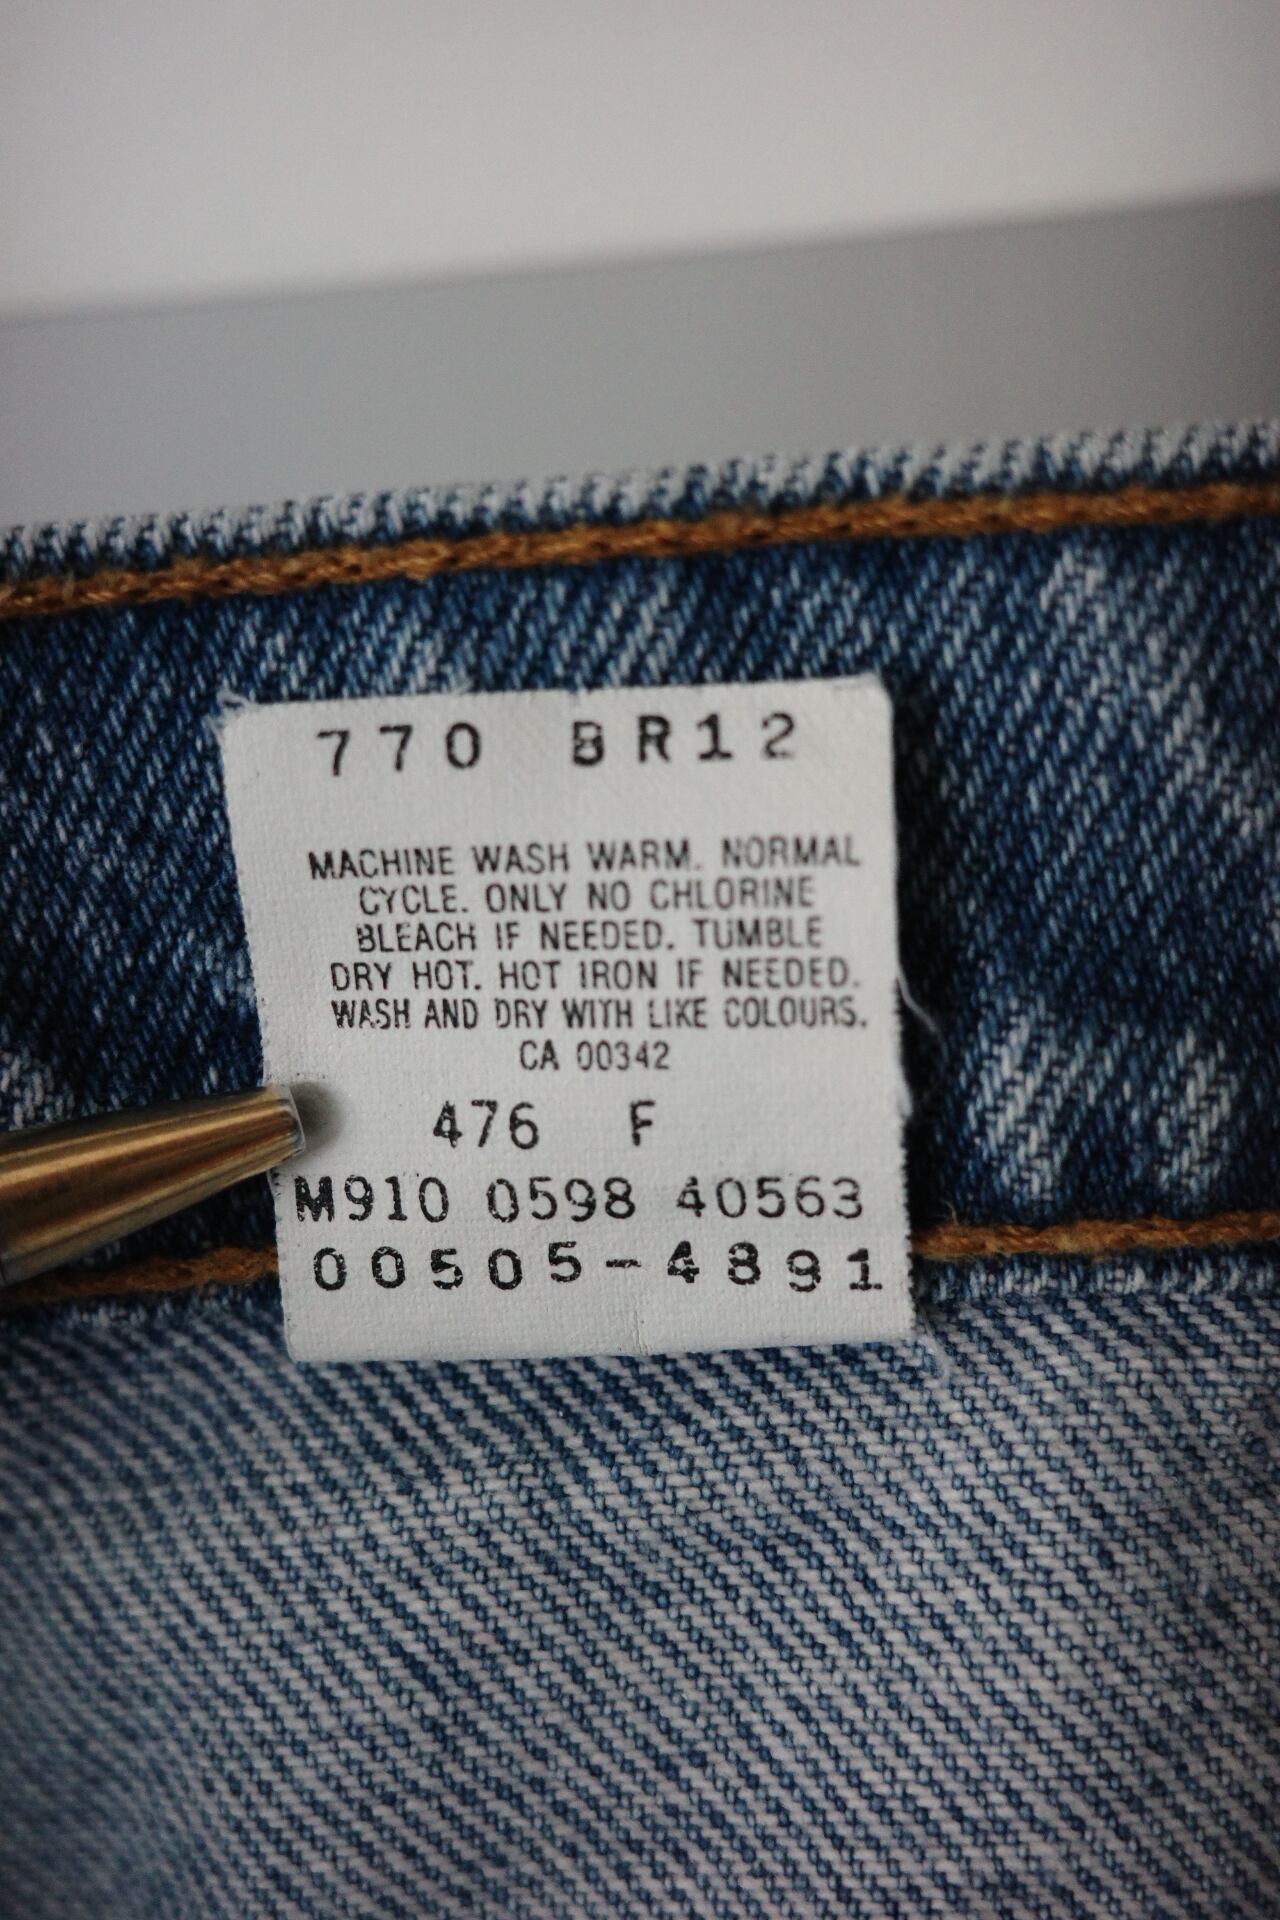 770 BR12
MACHINE WASH WARM. NORMAL
CYCLE. ONLY NO CHLORINE
BLEACH IF NEEDED. TUMBLE
DRY HOT. HOT IRON IF NEEDED.
WASH AND DRY WITH LIKE COLOURS.
CA 00342
476 F
M910 0598 40563
00505-4891